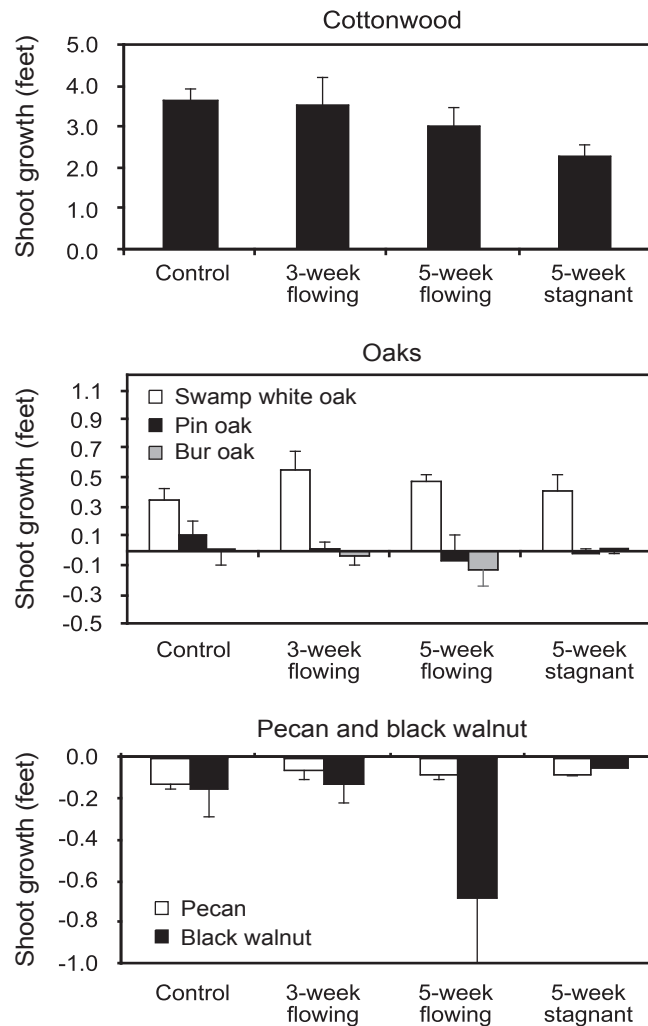 Cottonwood
Shoot growth (feet)
5.0
4.0
3.0
2.0
1.0
0.0
Control
3-week
flowing
5-week
flowing
5-week
stagnant
Oaks
Shoot growth (feet)
1.1
0.9
0.7
0.5
0.3
0.1
-0.1
-0.3
-0.5
Swamp white oak
Pin oak
Bur oak
Control
3-week
flowing
5-week
flowing
5-week
stagnant
Pecan and black walnut
Shoot growth (feet)
0.0
-0.2
-0.4
-0.6
-0.8
-1.0
Pecan
Black walnut
Control
3-week
flowing
5-week
flowing
5-week
stagnant